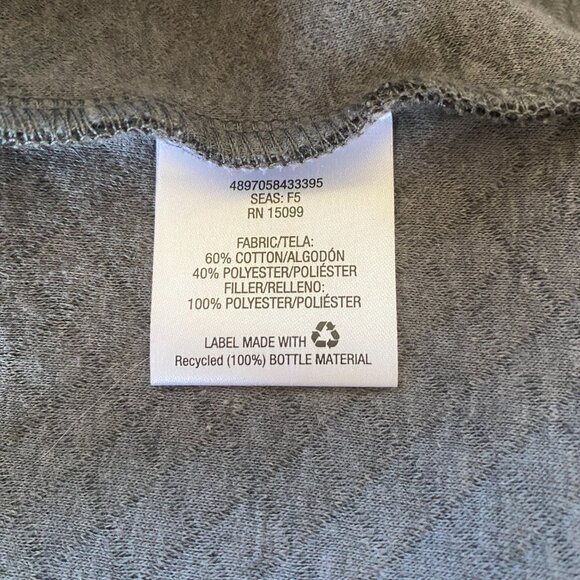 4897058433395
SEAS: F5
RN 15099
FABRIC/TELA:
60% COTTON/ALGODÓN
40% POLYESTER/POLIÉSTER
FILLER/RELLENO:
100% POLYESTER/POLIÉSTER
LABEL MADE WITH
Recycled (100%) BOTTLE MATERIAL